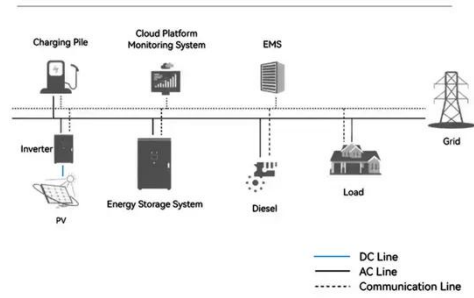 Charging Pile
Cloud Platform
Monitoring System
EMS
Grid
Inverter
PV
Energy Storage System
Diesel
Load
DC Line
AC Line
Communication Line